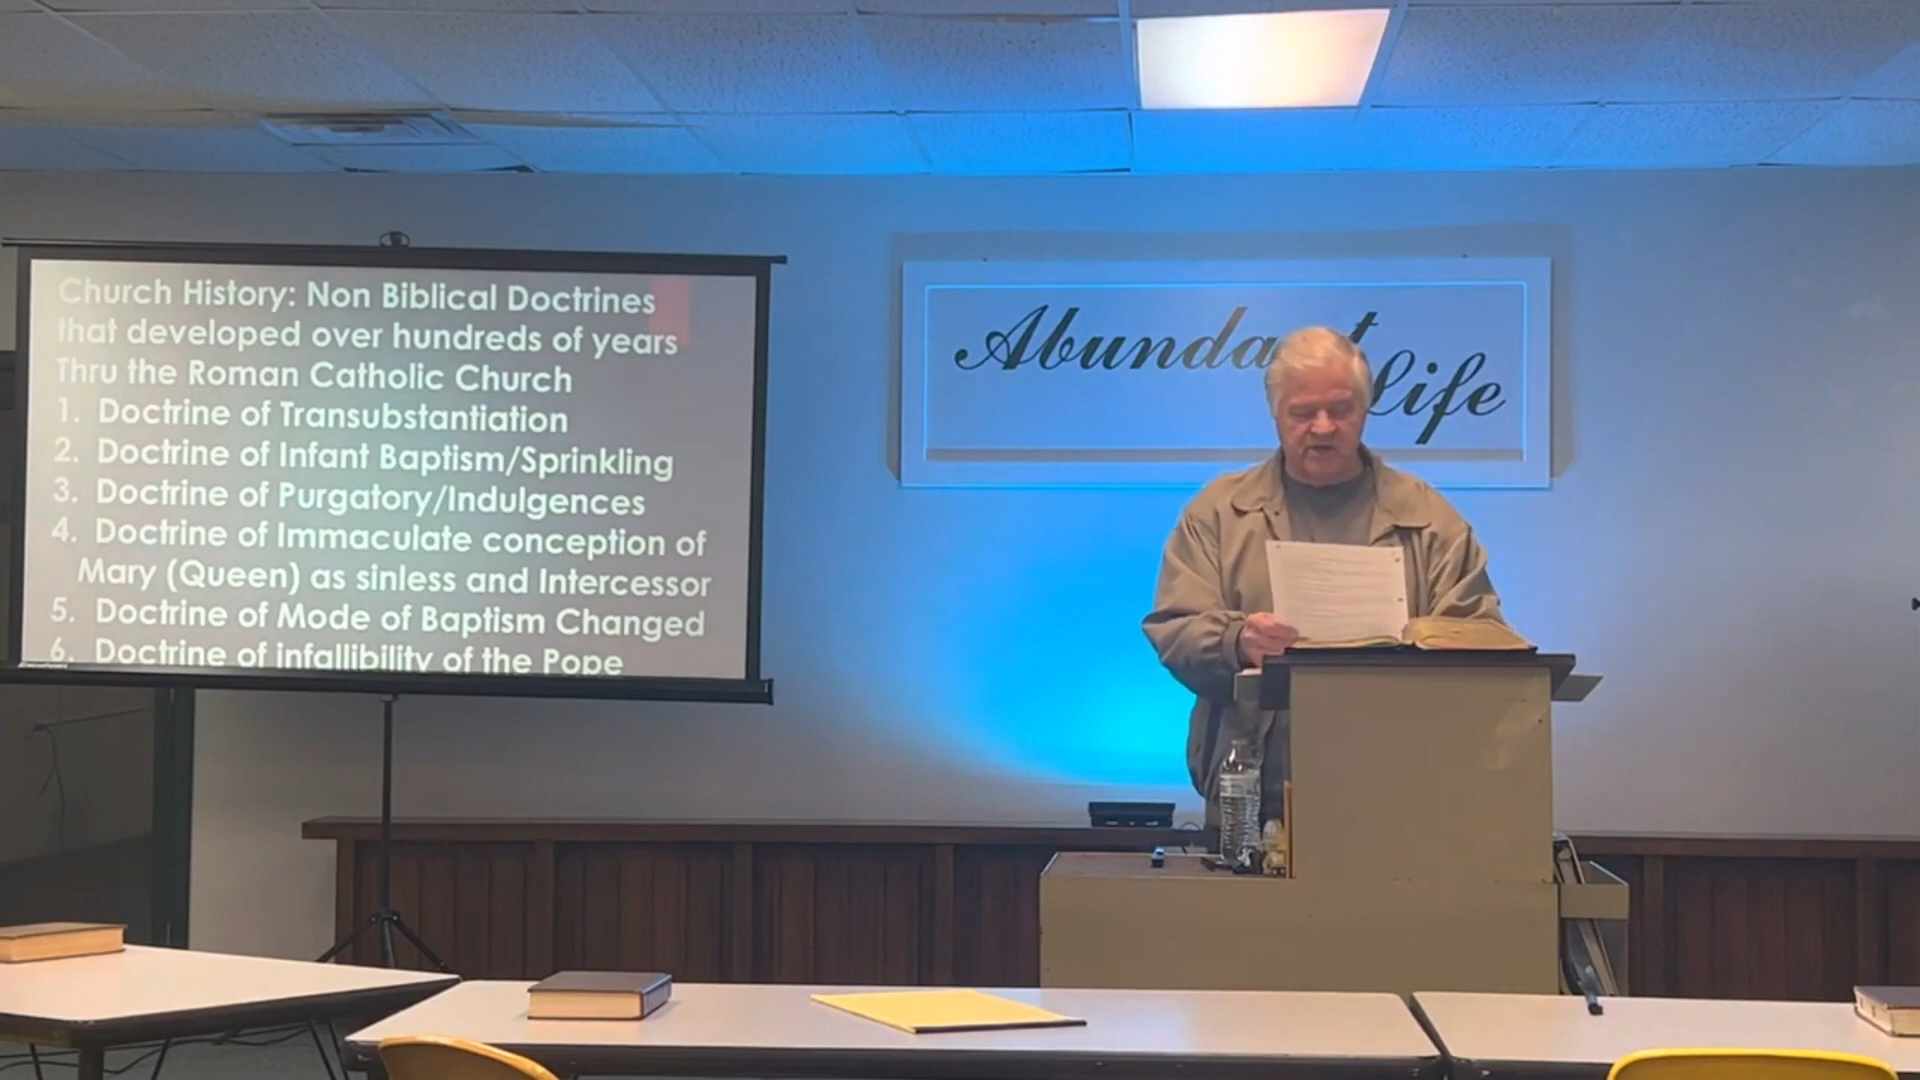 Church History: Non Biblical Doctrines
that developed over hundreds of years
Thru the Roman Catholic Church
1. Doctrine of Transubstantiation
2. Doctrine of Infant Baptism/Sprinkling
3. Doctrine of Purgatory/Indulgences
4. Doctrine of Immaculate conception of
Mary (Queen) as sinless and Intercessor
5. Doctrine of Mode of Baptism Changed
6. Doctrine of infallibility of the Pope
Life